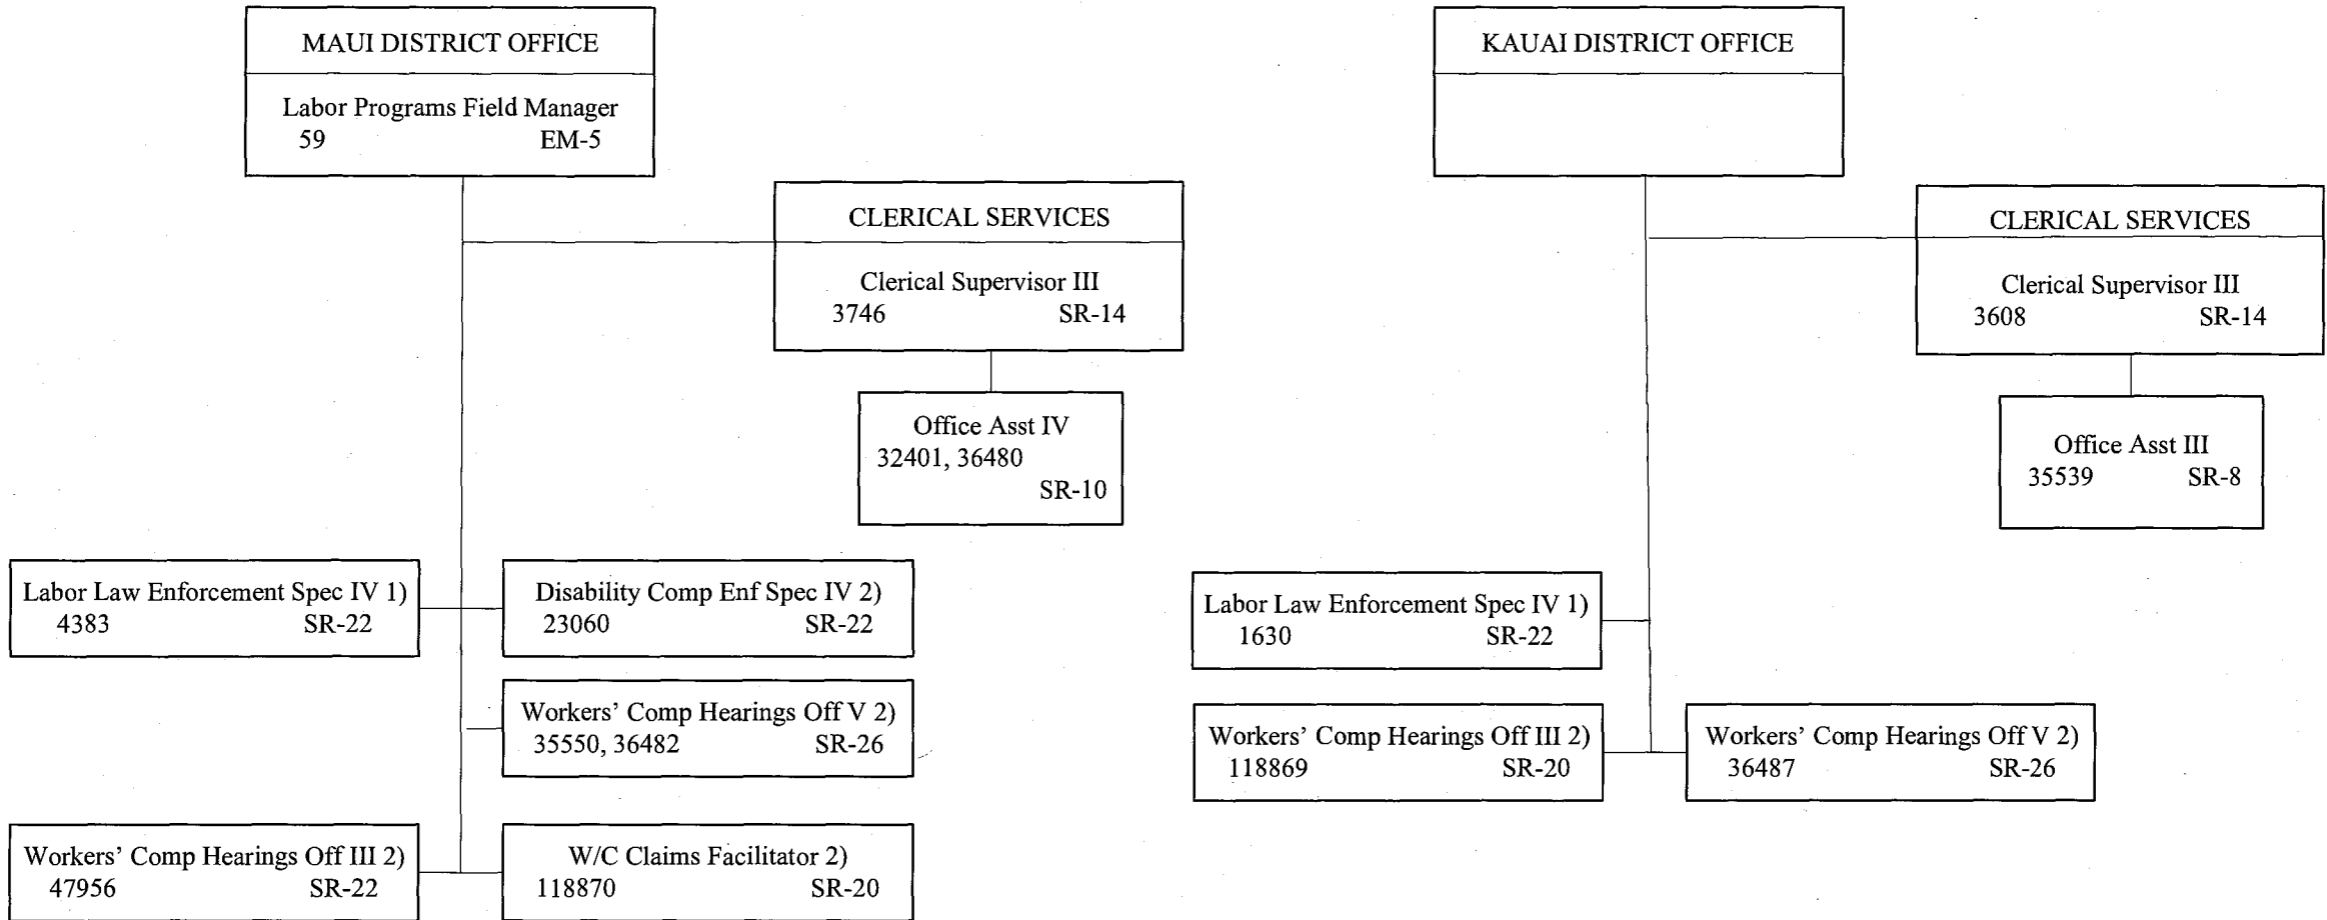 MAUI DISTRICT OFFICE
Labor Programs Field Manager
59 EM-5
CLERICAL SERVICES
Clerical Supervisor III
3746 SR-14
Office Asst IV
32401, 36480
SR-10
Labor Law Enforcement Spec IV 1)
4383 SR-22
Disability Comp Enf Spec IV 2)
23060 SR-22
Workers' Comp Hearings Off V 2)
35550, 36482 SR-26
Workers' Comp Hearings Off III 2)
47956 SR-22
W/C Claims Facilitator 2)
118870 SR-20
KAUAI DISTRICT OFFICE
CLERICAL SERVICES
Clerical Supervisor III
3608 SR-14
Office Asst III
35539 SR-8
Labor Law Enforcement Spec IV 1)
1630 SR-22
Workers' Comp Hearings Off III 2)
118869 SR-20
Workers' Comp Hearings Off V 2)
36487 SR-26